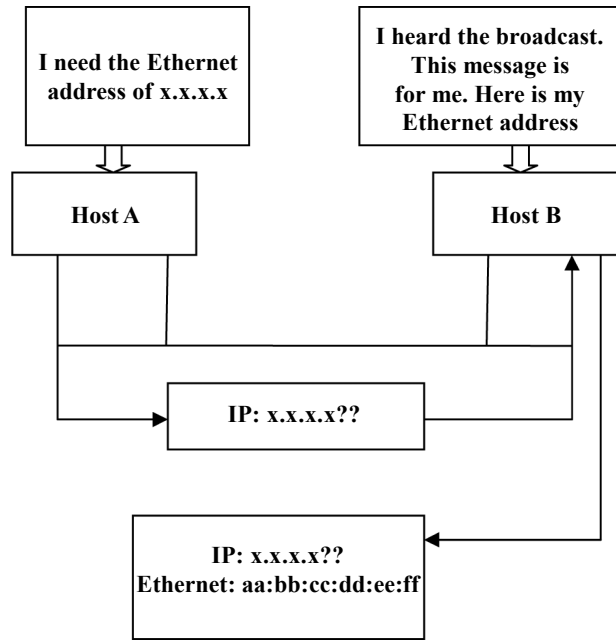 I need the Ethernet
address of x.x.x.x
I heard the broadcast.
This message is
for me. Here is my
Ethernet address
Host A
Host B
IP: x.x.x.x??
IP: x.x.x.x??
Ethernet: aa:bb:cc:dd:ee:ff